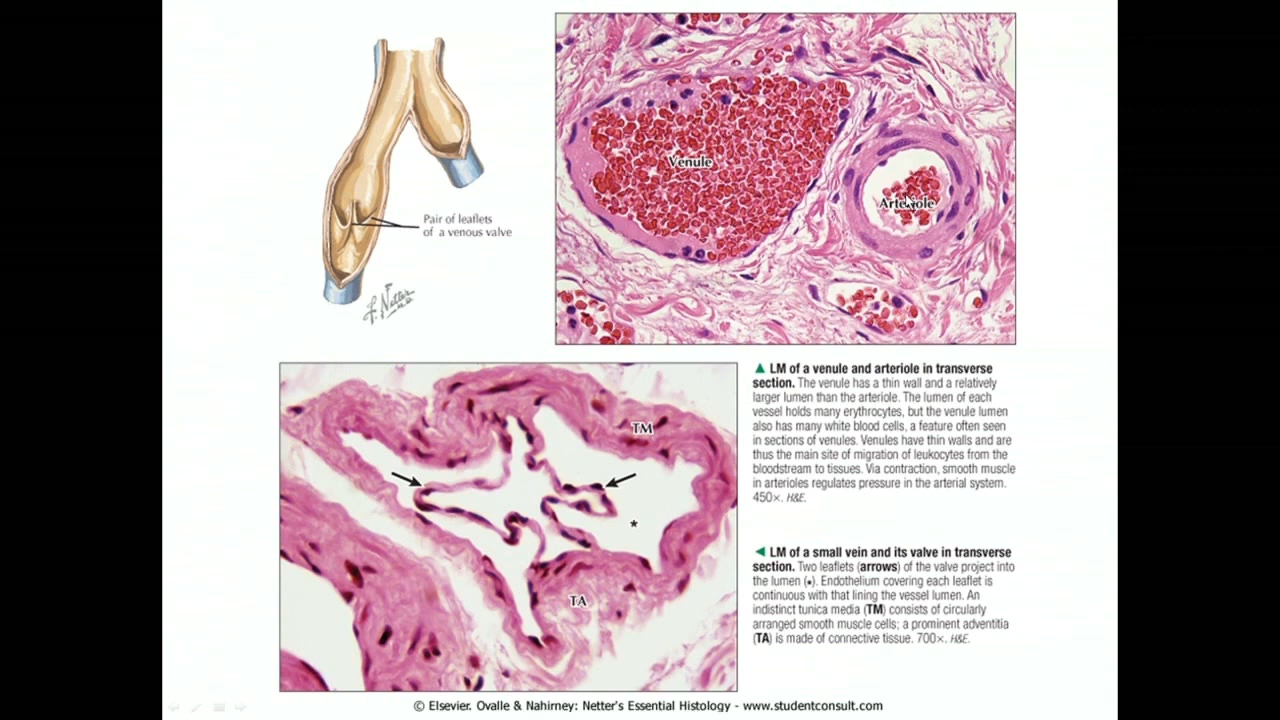 Pair of leaflets
of a venous valve
F. Netter
M.D.
Venule
Arteriole
TM
*
TA
▲ LM of a venule and arteriole in transverse
section. The venule has a thin wall and a relatively
larger lumen than the arteriole. The lumen of each
vessel holds many erythrocytes, but the venule lumen
also has many white blood cells, a feature often seen
in sections of venules. Venules have thin walls and are
thus the main site of migration of leukocytes from the
bloodstream to tissues. Via contraction, smooth muscle
in arterioles regulates pressure in the arterial system.
450×. H&E.
◄ LM of a small vein and its valve in transverse
section. Two leaflets (arrows) of the valve project into
the lumen (*). Endothelium covering each leaflet is
continuous with that lining the vessel lumen. An
indistinct tunica media (TM) consists of circularly
arranged smooth muscle cells; a prominent adventitia
(TA) is made of connective tissue. 700×. H&E.
© Elsevier. Ovalle & Nahirney: Netter's Essential Histology - www.studentconsult.com